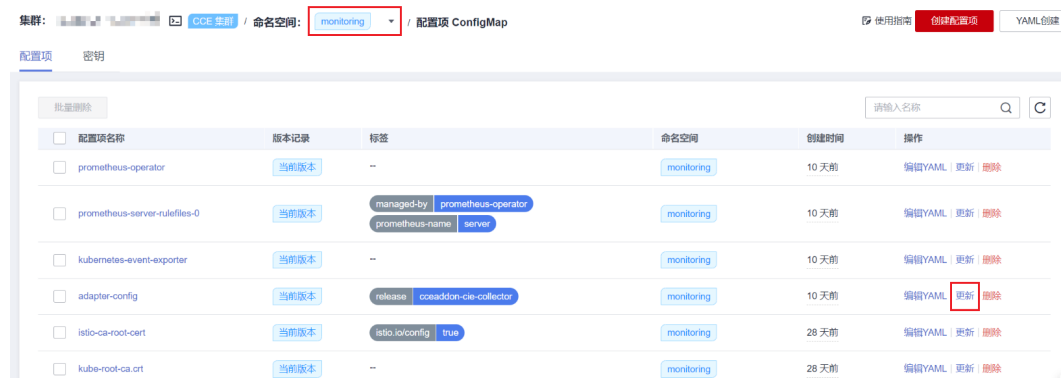 集群： CCE 集群 / 命名空间： monitoring / 配置项 ConfigMap 使用指南 创建配置项 YAML创建
配置项 密钥
批量删除 请输入名称
配置项名称 版本记录 标签 命名空间 创建时间 操作
prometheus-operator 当前版本 -- monitoring 10 天前 编辑YAML 更新 删除
managed-by prometheus-operator
prometheus-server-rulefiles-0 当前版本 monitoring 10 天前 编辑YAML 更新 删除
prometheus-name server
kubernetes-event-exporter 当前版本 -- monitoring 10 天前 编辑YAML 更新 删除
adapter-config 当前版本 release cceaddon-cie-collector monitoring 10 天前 编辑YAML 更新 删除
istio-ca-root-cert 当前版本 istio.io/config true monitoring 28 天前 编辑YAML 更新 删除
kube-root-ca.crt 当前版本 -- monitoring 28 天前 编辑YAML 更新 删除